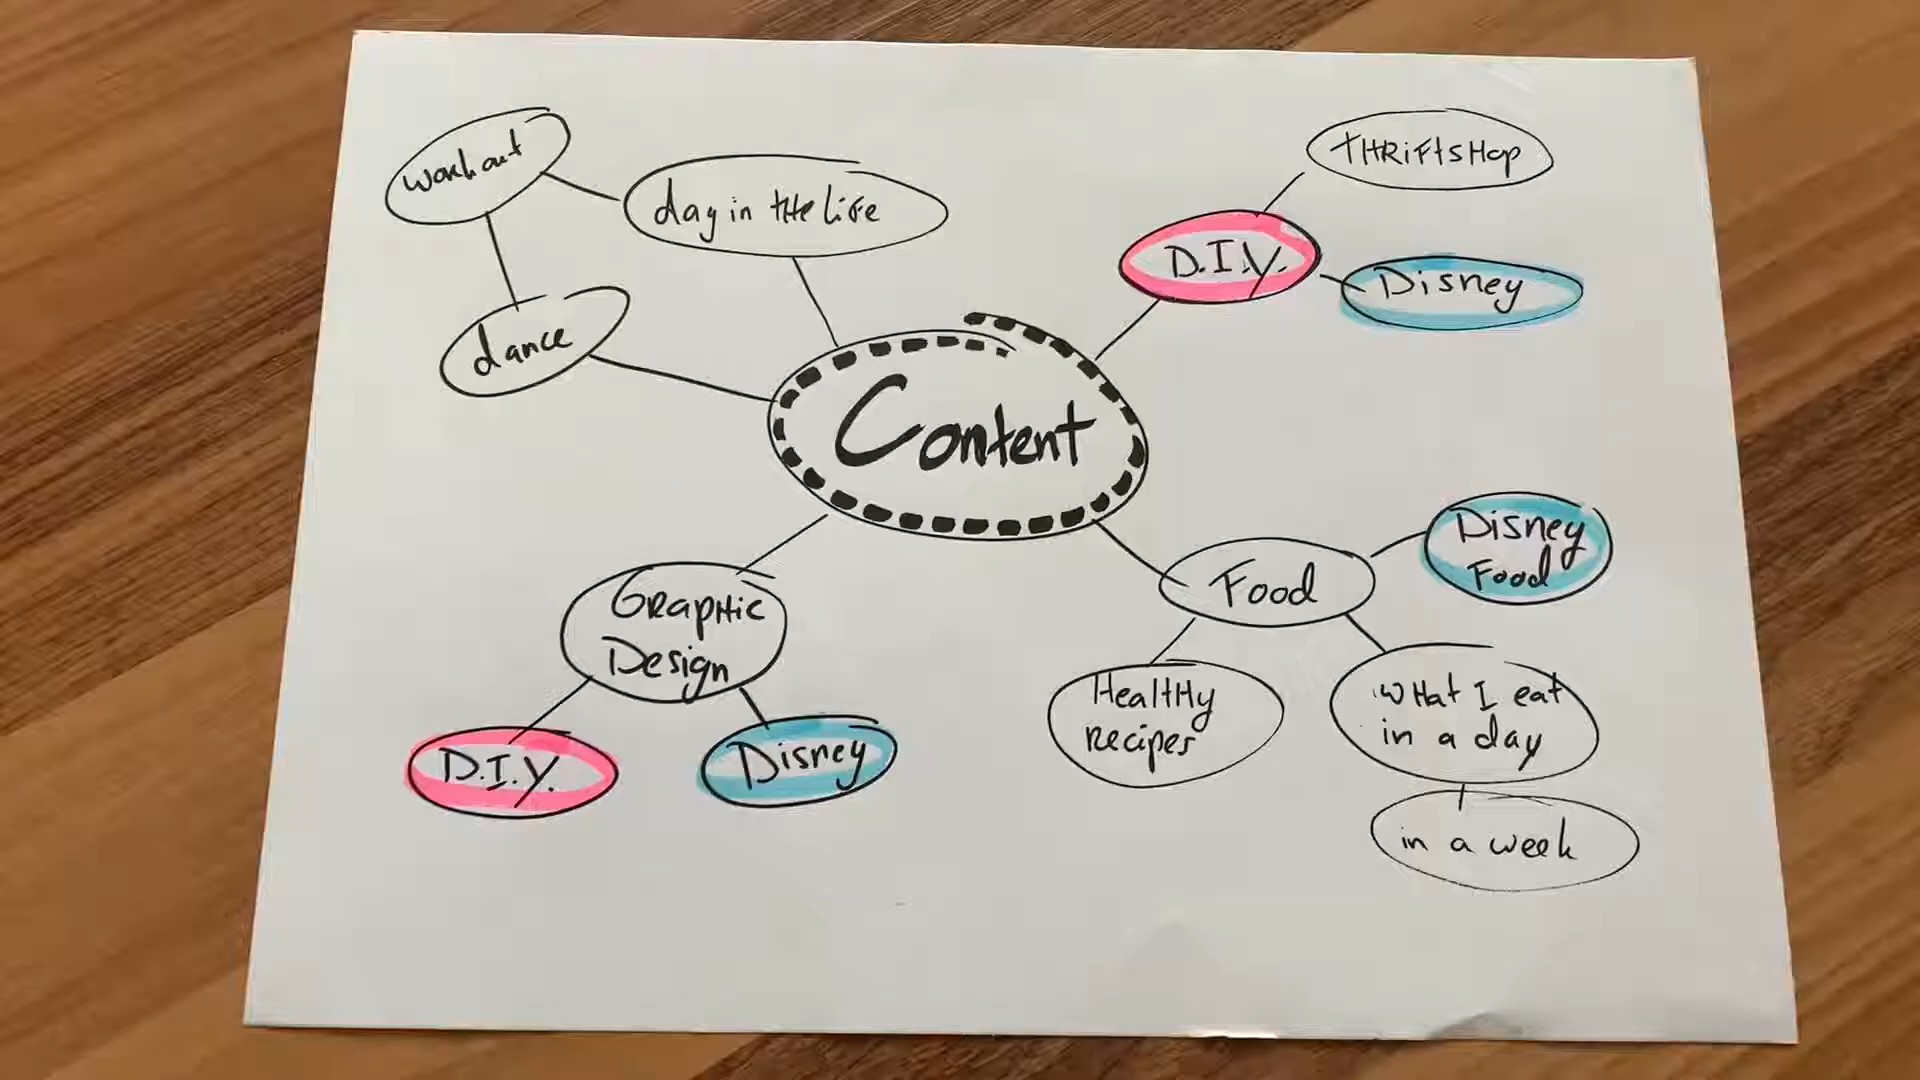 workout
day in the life
dance
Content
THRiftSHop
D.I.Y.
Disney
GRAPHic
Design
D.I.Y.
Disney
Food
Disney
Food
HealtHy
recipes
wHat I eat
in a day
in a week